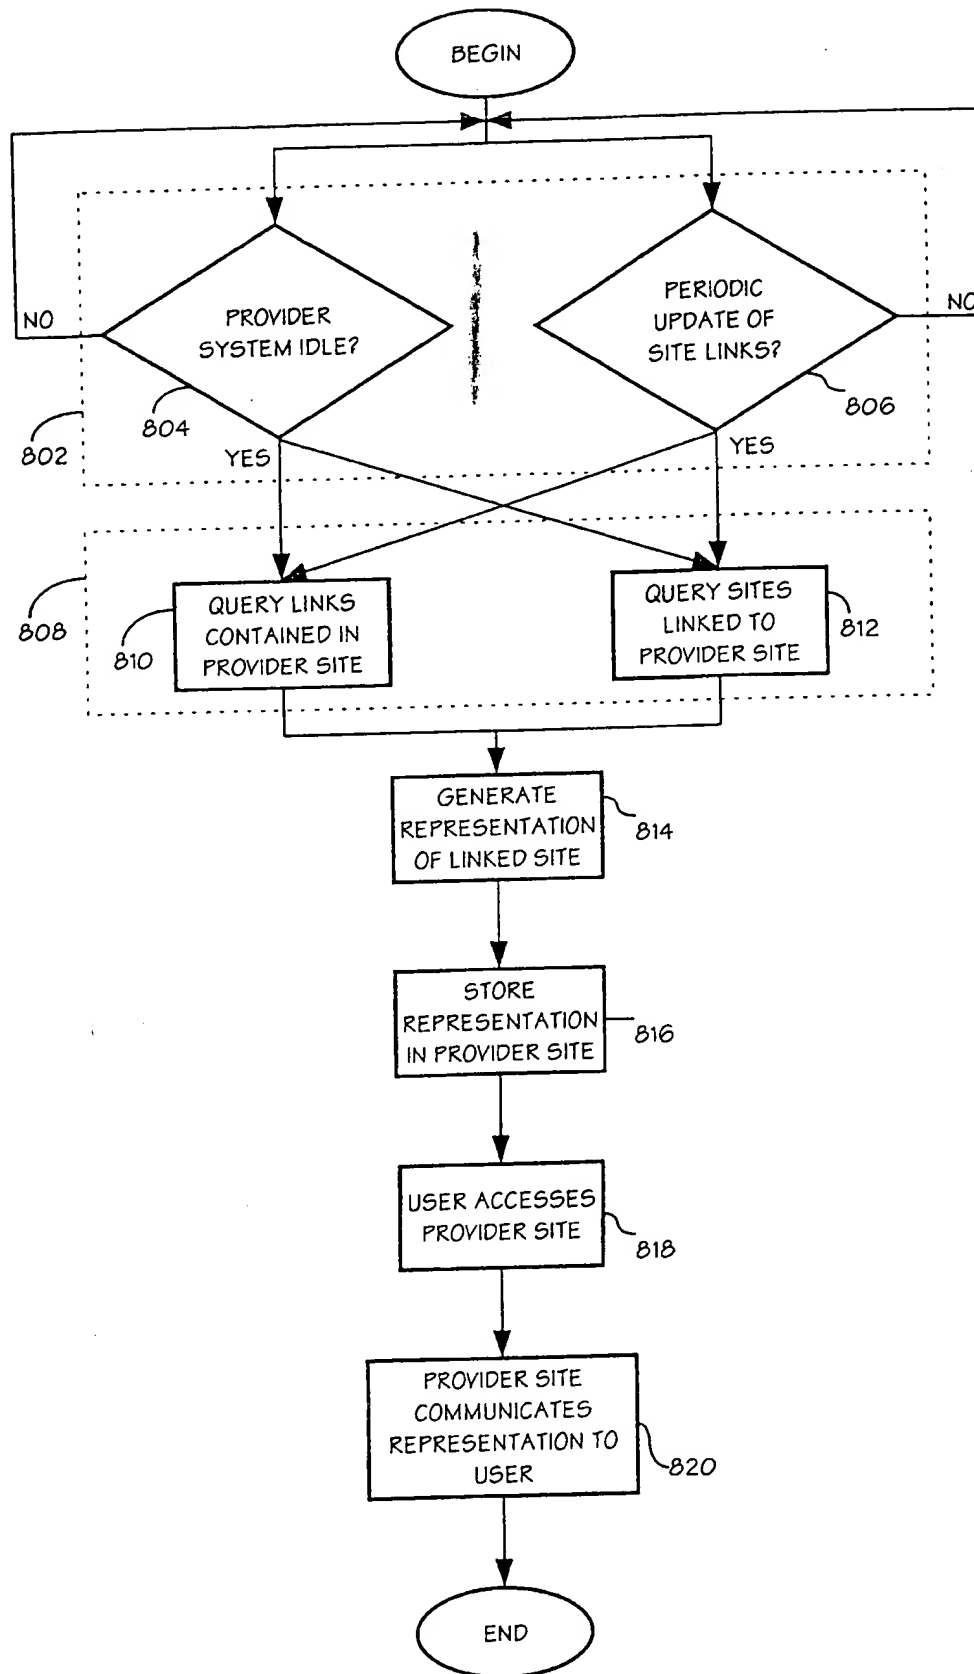 BEGIN
NO
PROVIDER
SYSTEM IDLE?
804
802
YES
PERIODIC
UPDATE OF
SITE LINKS?
NO
806
YES
808
QUERY LINKS
CONTAINED IN
PROVIDER SITE
810
QUERY SITES
LINKED TO
PROVIDER SITE
812
GENERATE
REPRESENTATION
OF LINKED SITE
814
STORE
REPRESENTATION
IN PROVIDER SITE
816
USER ACCESSES
PROVIDER SITE
818
PROVIDER SITE
COMMUNICATES
REPRESENTATION TO
USER
820
END